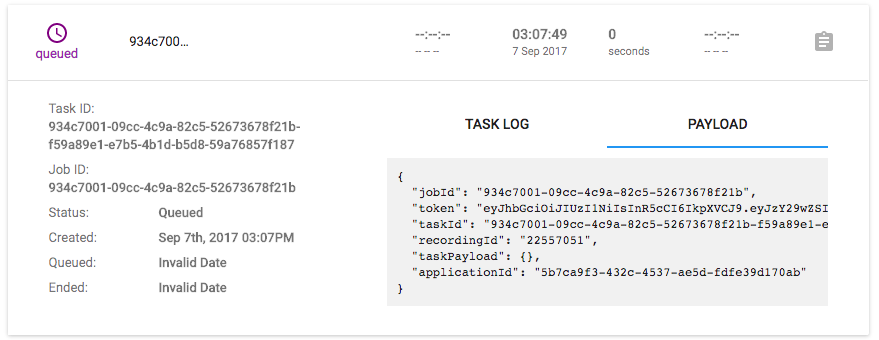 queued
934c700...
--:--:--
-- -- --
03:07:49
7 Sep 2017
0
seconds
--:--:--
-- -- --
Task ID:
934c7001-09cc-4c9a-82c5-52673678f21b-
f59a89e1-e7b5-4b1d-b5d8-59a76857f187
Job ID:
934c7001-09cc-4c9a-82c5-52673678f21b
Status: Queued
Created: Sep 7th, 2017 03:07PM
Queued: Invalid Date
Ended: Invalid Date
TASK LOG
PAYLOAD
{
"jobId": "934c7001-09cc-4c9a-82c5-52673678f21b",
"token": "eyJhbGciOiJIUzI1NiIsInR5cCI6IkpXVCJ9.eyJzY29wZSI
"taskId": "934c7001-09cc-4c9a-82c5-52673678f21b-f59a89e1-e
"recordingId": "22557051",
"taskPayload": {},
"applicationId": "5b7ca9f3-432c-4537-ae5d-fdfe39d170ab"
}